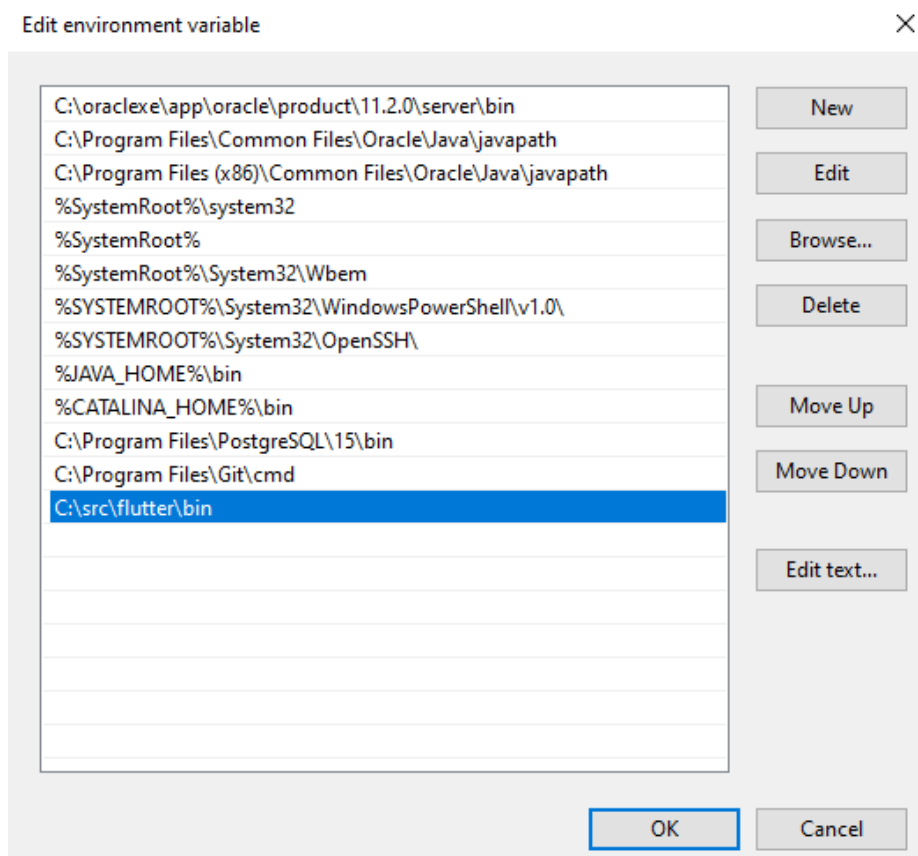 Edit environment variable
C:\oraclexe\app\oracle\product\11.2.0\server\bin
C:\Program Files\Common Files\Oracle\Java\javapath
C:\Program Files (x86)\Common Files\Oracle\Java\javapath
%SystemRoot%\system32
%SystemRoot%
%SystemRoot%\System32\Wbem
%SYSTEMROOT%\System32\WindowsPowerShell\v1.0\
%SYSTEMROOT%\System32\OpenSSH\
%JAVA_HOME%\bin
%CATALINA_HOME%\bin
C:\Program Files\PostgreSQL\15\bin
C:\Program Files\Git\cmd
C:\src\flutter\bin
New
Edit
Browse...
Delete
Move Up
Move Down
Edit text...
OK
Cancel